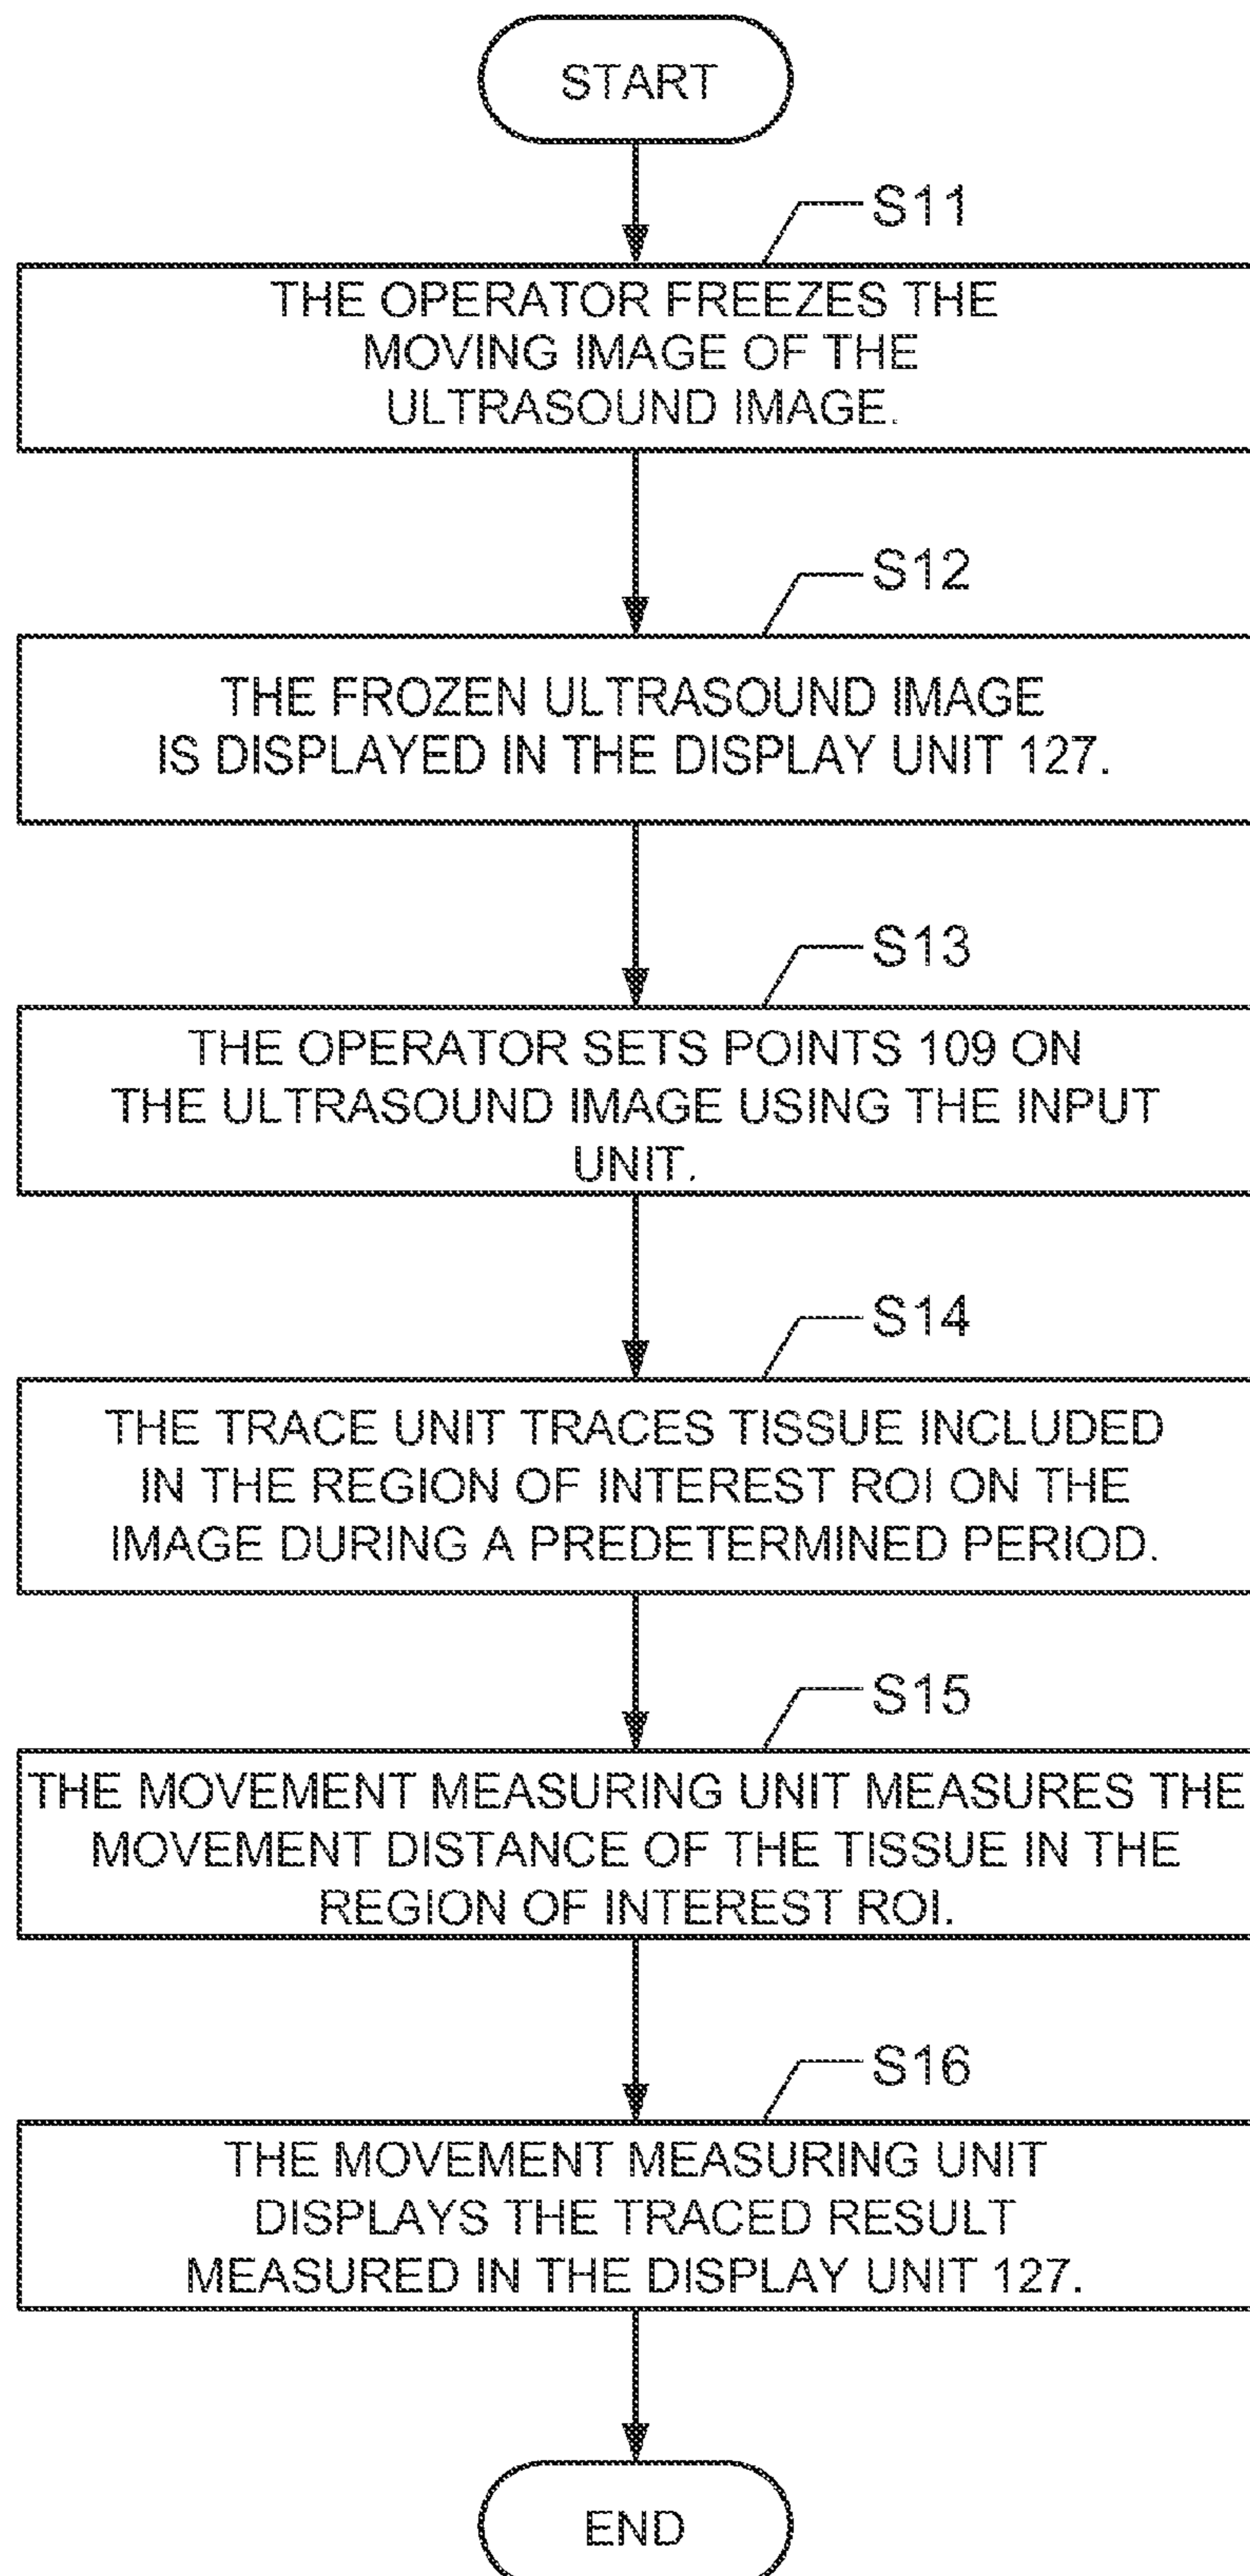 START
S11
THE OPERATOR FREEZES THE
MOVING IMAGE OF THE
ULTRASOUND IMAGE.
S12
THE FROZEN ULTRASOUND IMAGE
IS DISPLAYED IN THE DISPLAY UNIT 127.
S13
THE OPERATOR SETS POINTS 109 ON
THE ULTRASOUND IMAGE USING THE INPUT
UNIT.
S14
THE TRACE UNIT TRACES TISSUE INCLUDED
IN THE REGION OF INTEREST ROI ON THE
IMAGE DURING A PREDETERMINED PERIOD.
S15
THE MOVEMENT MEASURING UNIT MEASURES THE
MOVEMENT DISTANCE OF THE TISSUE IN THE
REGION OF INTEREST ROI.
S16
THE MOVEMENT MEASURING UNIT
DISPLAYS THE TRACED RESULT
MEASURED IN THE DISPLAY UNIT 127.
END